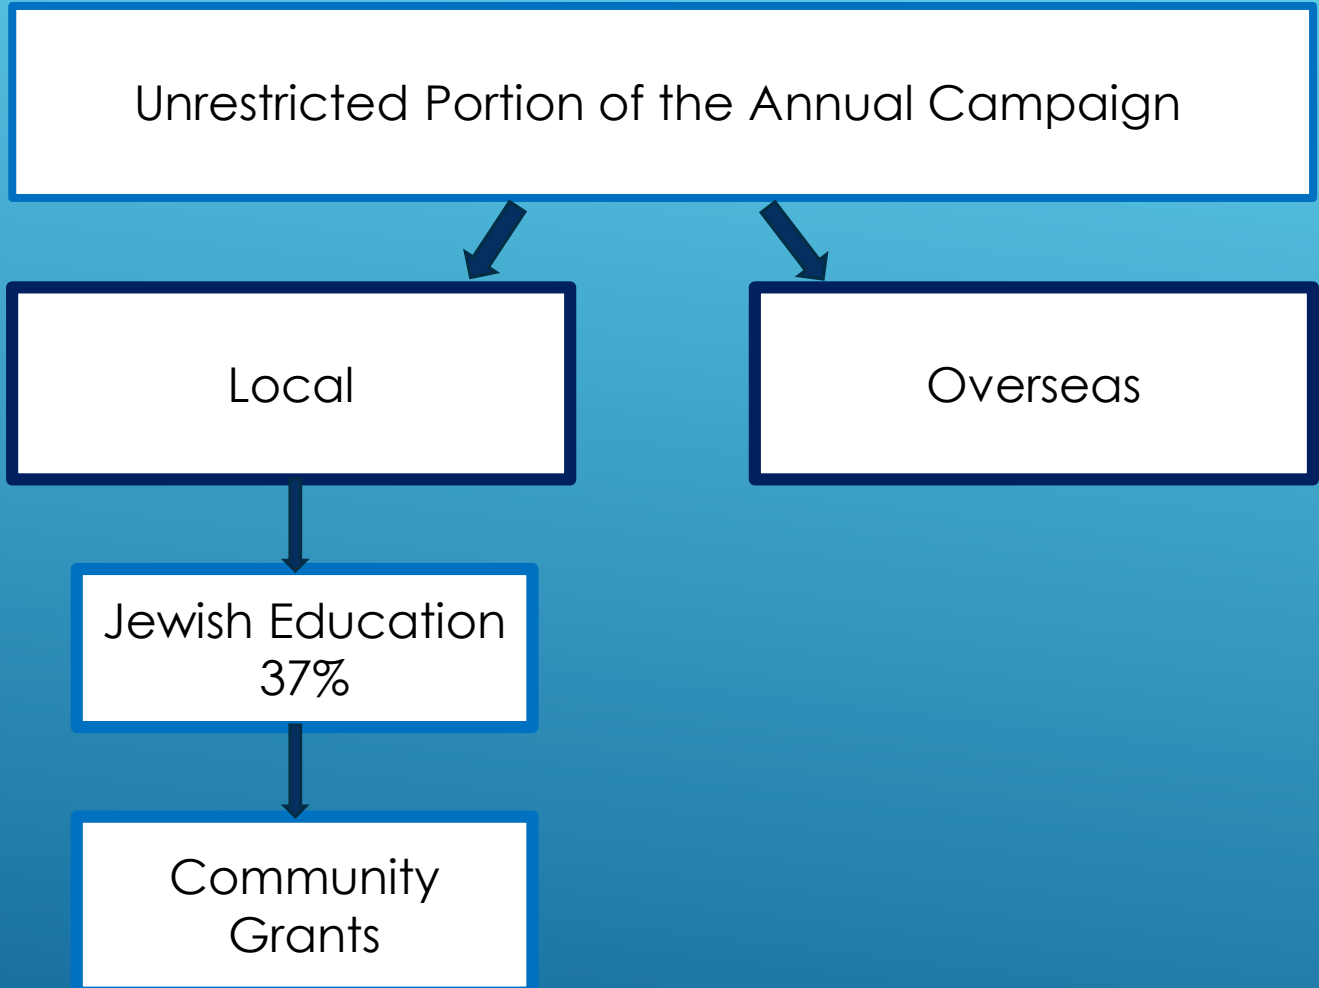 Unrestricted Portion of the Annual Campaign
Local
Overseas
Jewish Education
37%
Community
Grants